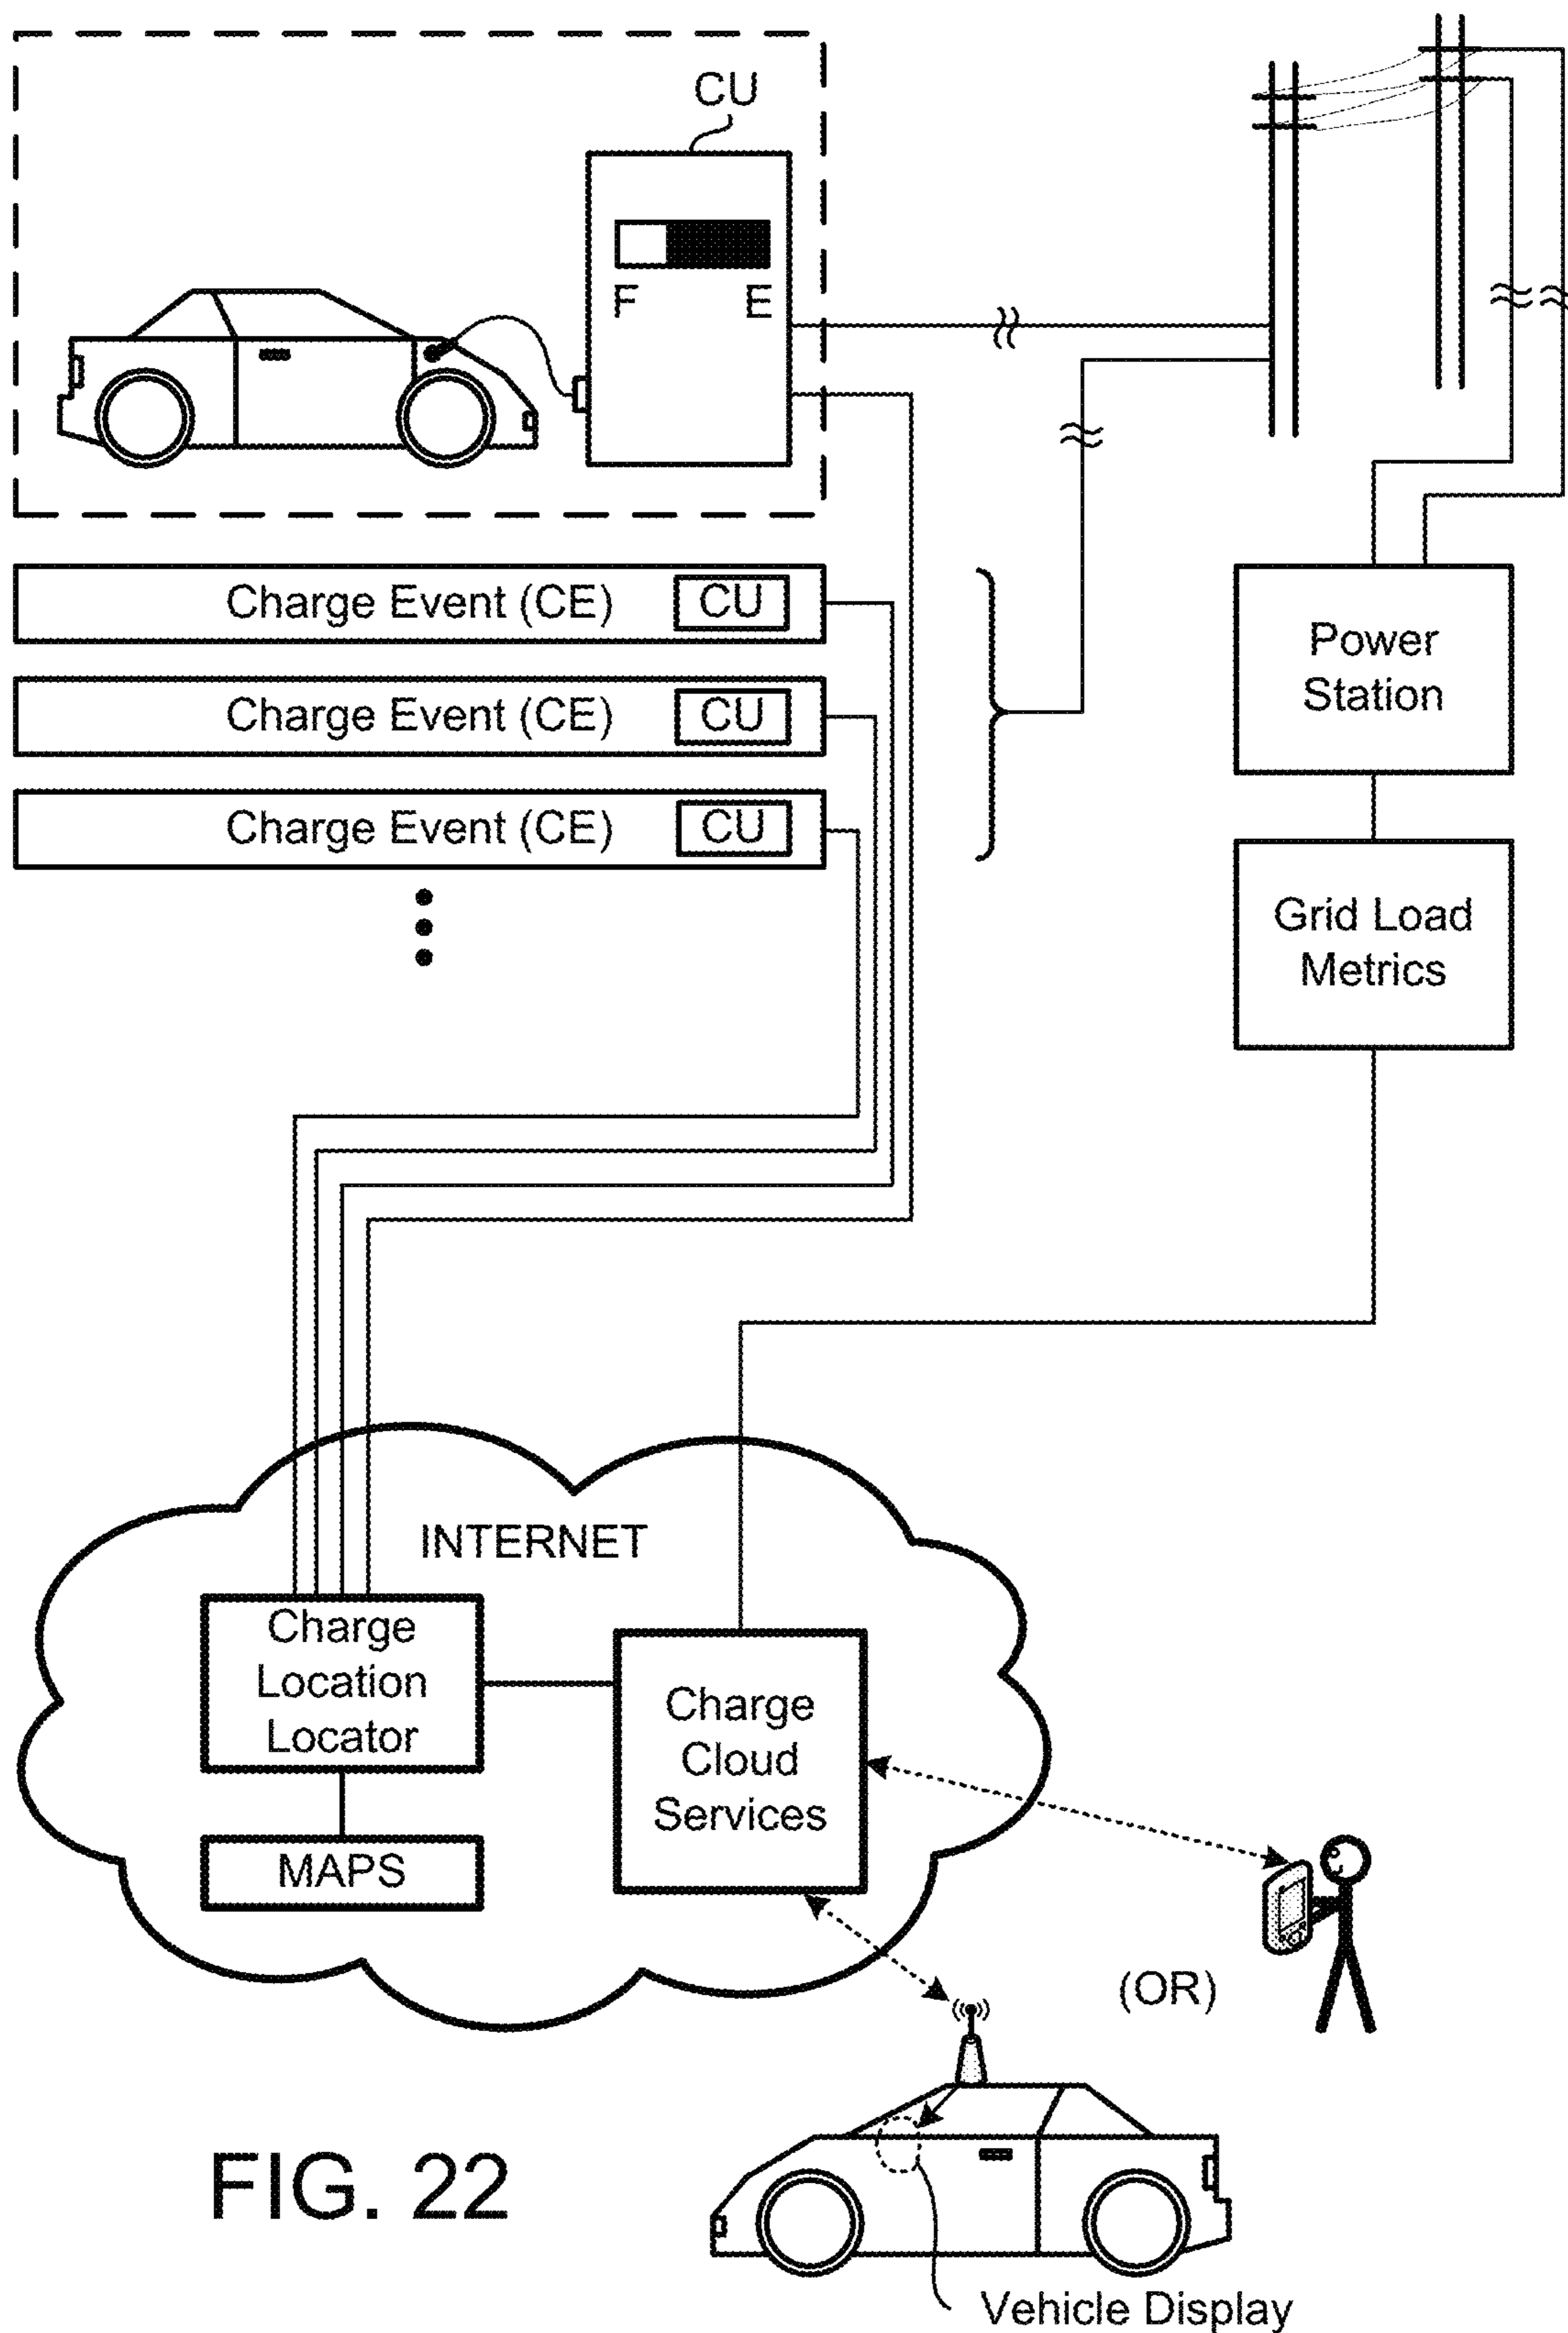 CU
F E
Charge Event (CE) CU
Charge Event (CE) CU
Charge Event (CE) CU
Power
Station
Grid Load
Metrics
INTERNET
Charge
Location
Locator
MAPS
Charge
Cloud
Services
(OR)
FIG. 22
Vehicle Display